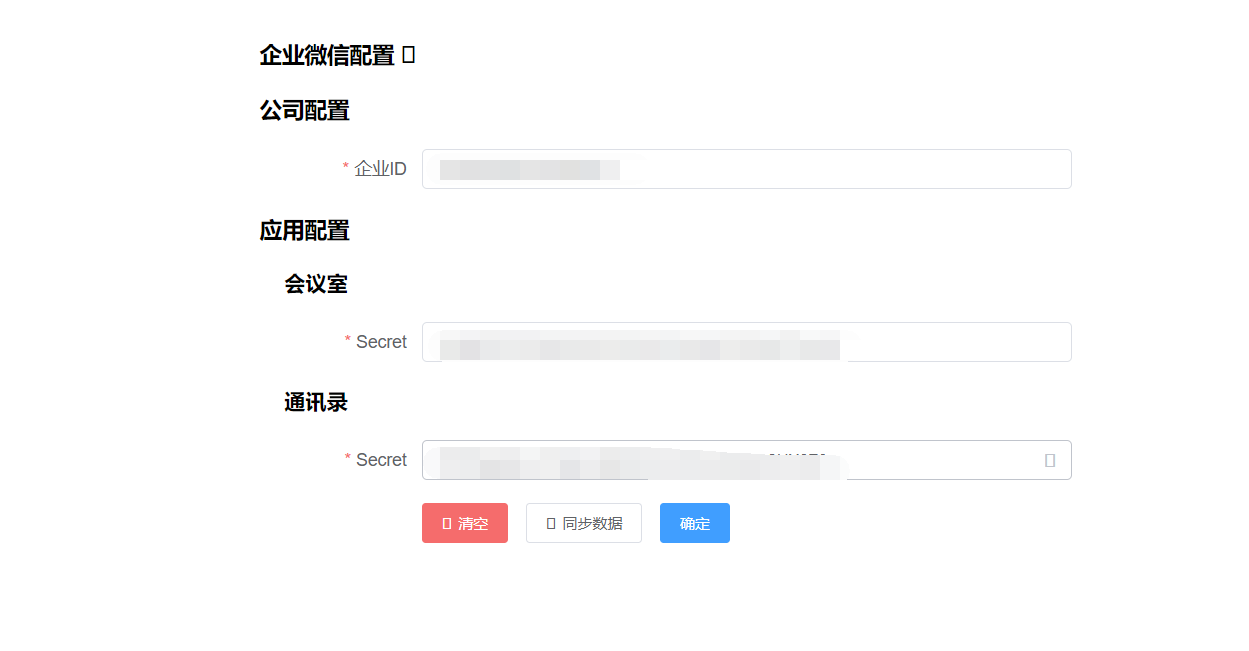 企业微信配置
公司配置
* 企业ID
应用配置
会议室
* Secret
通讯录
* Secret
清空 同步数据 确定